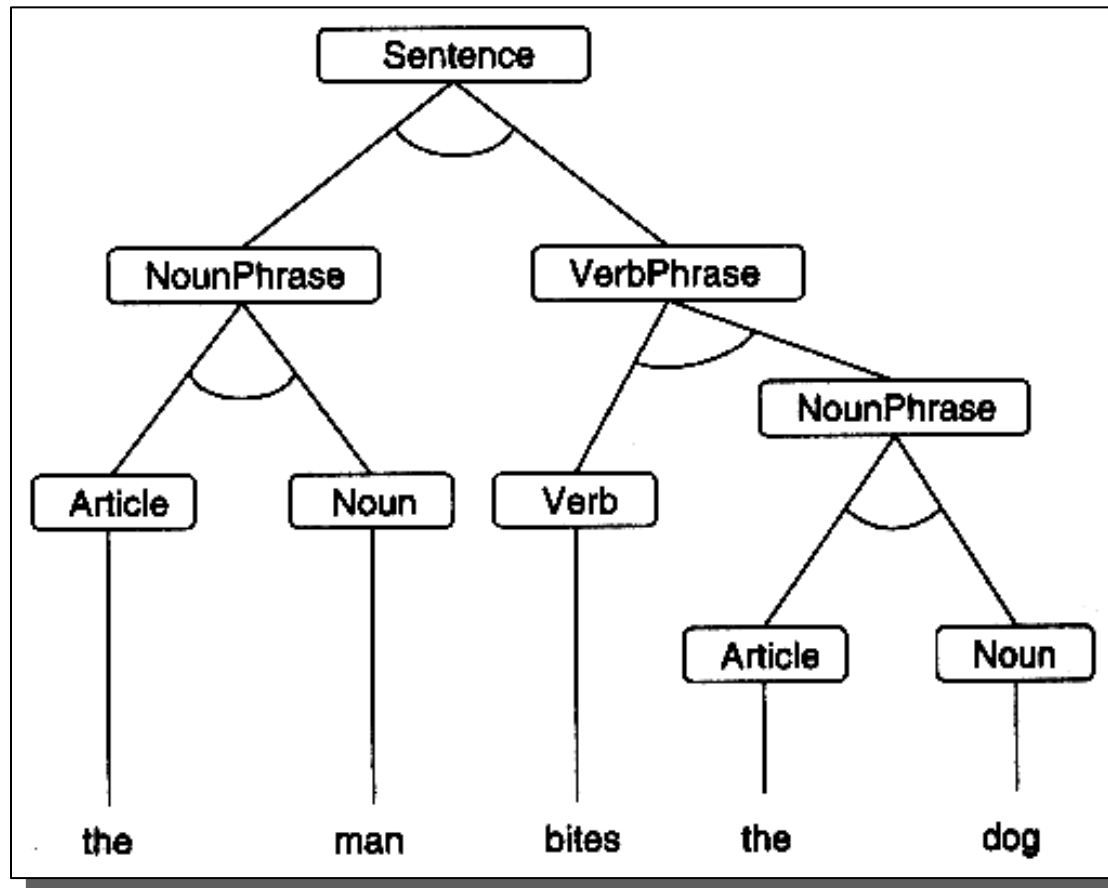 Sentence
NounPhrase VerbPhrase
NounPhrase
Article Noun Verb
Article Noun
the man bites the dog